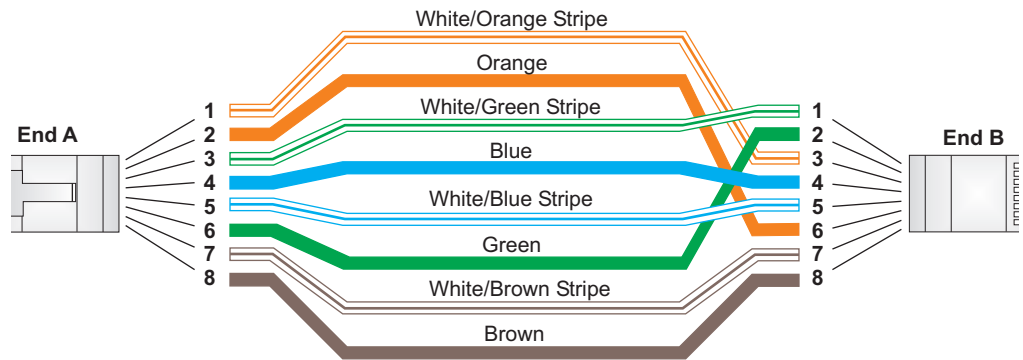 White/Orange Stripe
Orange
White/Green Stripe
Blue
White/Blue Stripe
Green
White/Brown Stripe
Brown
End A
1
2
3
4
5
6
7
8
End B
1
2
3
4
5
6
7
8